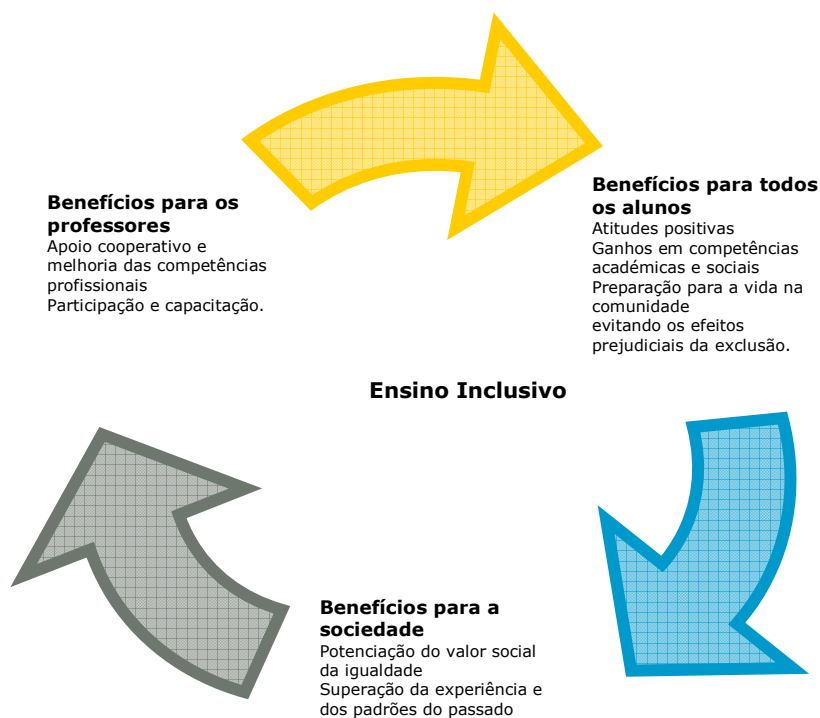 Benefícios para os
professores
Apoio cooperativo e
melhoria das competências
profissionais
Participação e capacitação.
Benefícios para todos
os alunos
Atitudes positivas
Ganhos em competências
académicas e sociais
Preparação para a vida na
comunidade
evitando os efeitos
prejudiciais da exclusão.
Ensino Inclusivo
Benefícios para a
sociedade
Potenciação do valor social
da igualdade
Superação da experiência e
dos padrões do passado